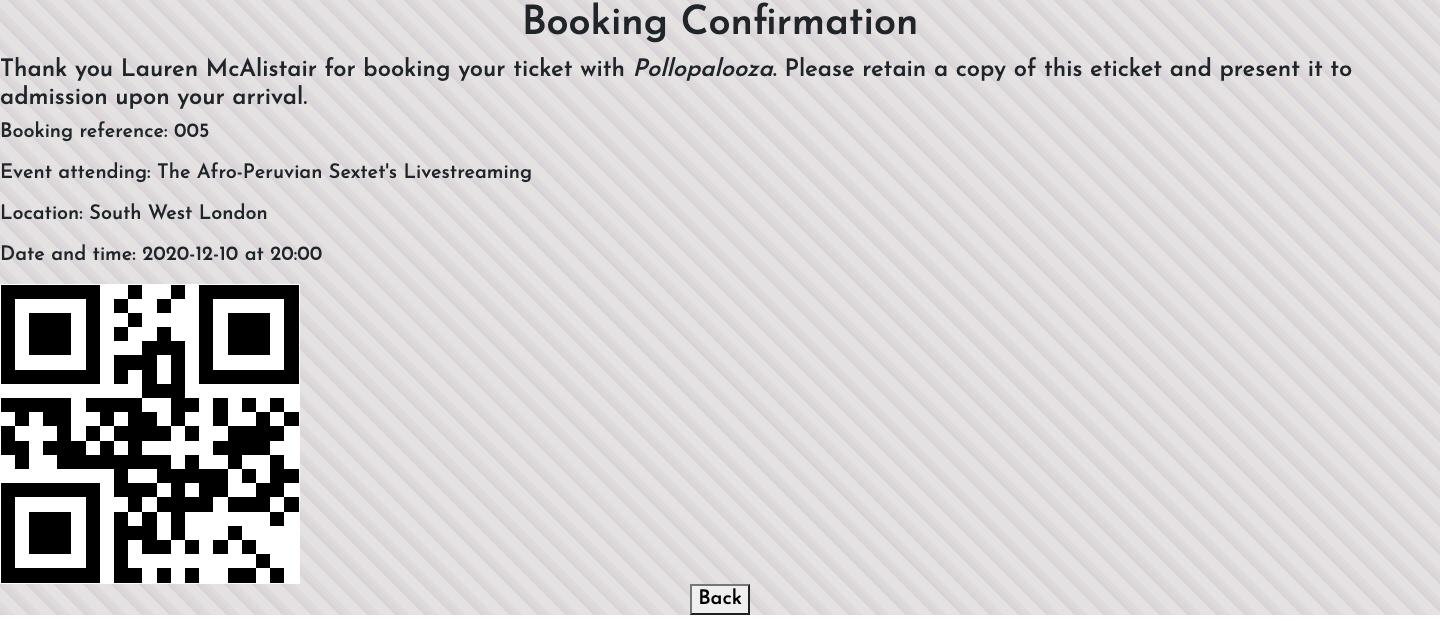 Booking Confirmation
Thank you Lauren McAlistair for booking your ticket with Pollopalooza. Please retain a copy of this eticket and present it to
admission upon your arrival.
Booking reference: 005
Event attending: The Afro-Peruvian Sextet's Livestreaming
Location: South West London
Date and time: 2020-12-10 at 20:00
Back